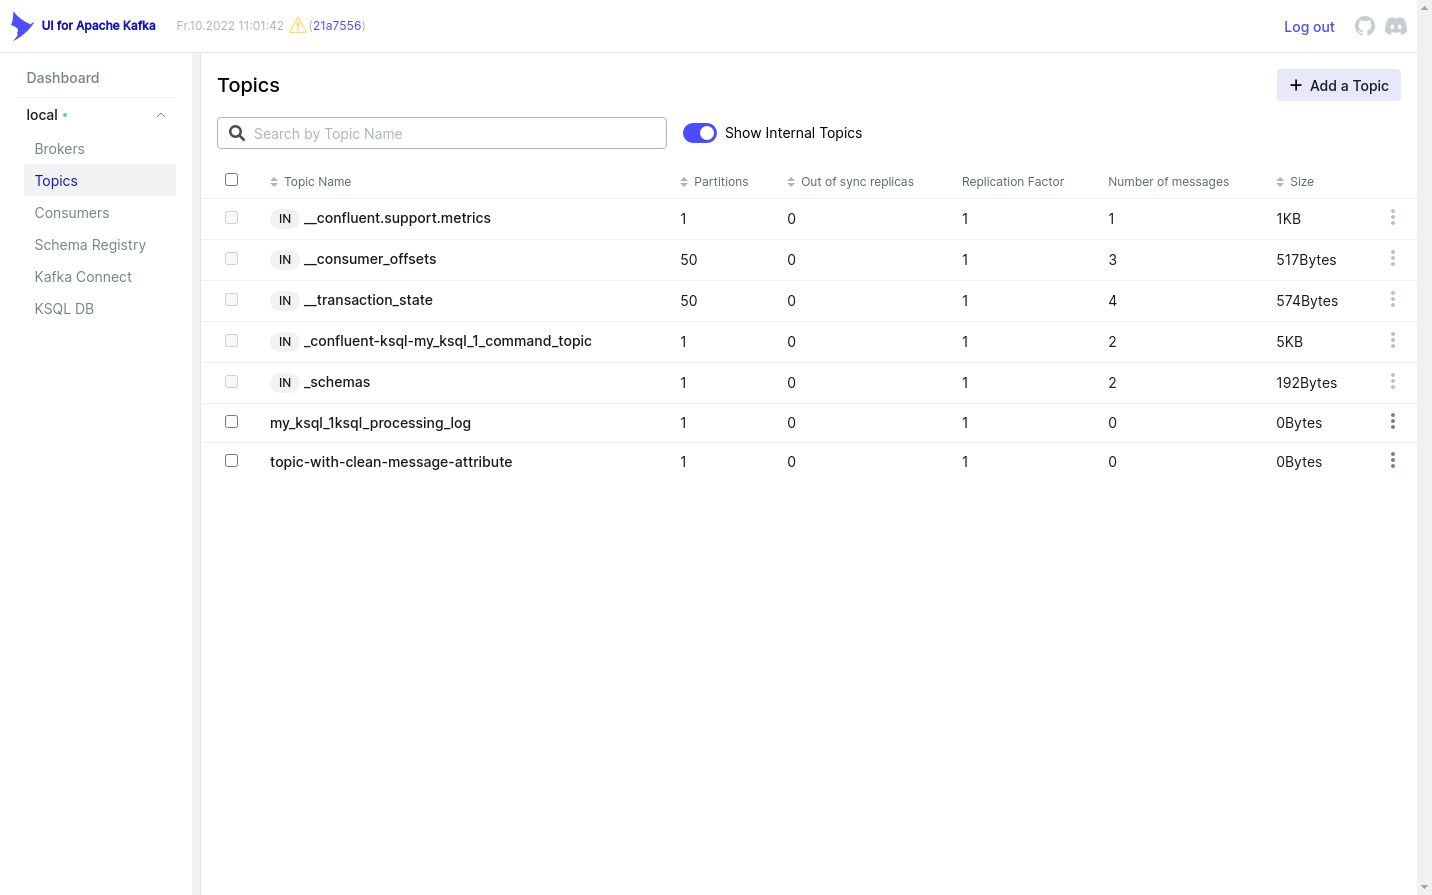 UI for Apache Kafka Fr.10.2022 11:01:42 (21a7556) Log out
Dashboard
local
Brokers
Topics
Consumers
Schema Registry
Kafka Connect
KSQL DB
Topics
Add a Topic
Search by Topic Name
Show Internal Topics
Topic Name Partitions Out of sync replicas Replication Factor Number of messages Size
IN __confluent.support.metrics 1 0 1 1 1KB
IN __consumer_offsets 50 0 1 3 517Bytes
IN __transaction_state 50 0 1 4 574Bytes
IN _confluent-ksql-my_ksql_1_command_topic 1 0 1 2 5KB
IN _schemas 1 0 1 2 192Bytes
my_ksql_1ksql_processing_log 1 0 1 0 0Bytes
topic-with-clean-message-attribute 1 0 1 0 0Bytes